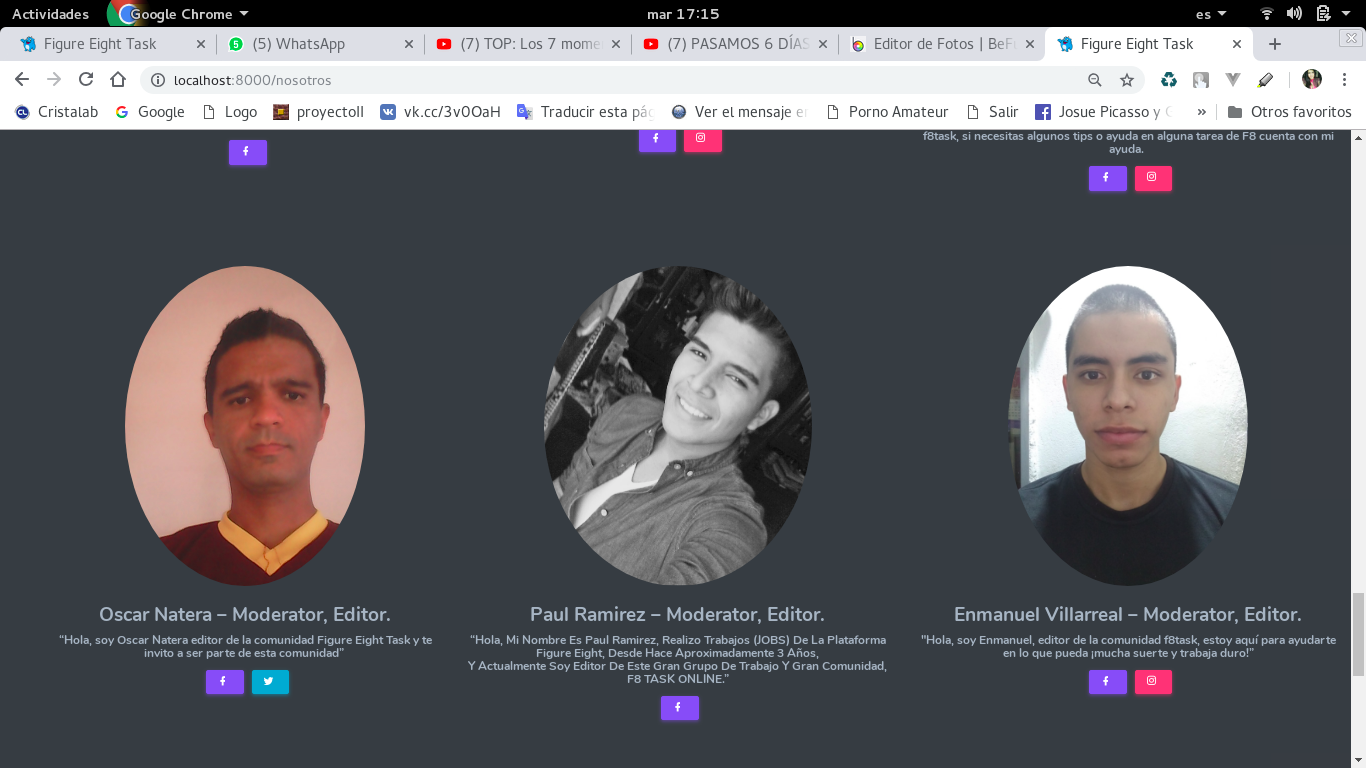 Actividades
Google Chrome
mar 17:15
es
Figure Eight Task
(5) WhatsApp
(7) TOP: Los 7 mome
(7) PASAMOS 6 DÍAS
Editor de Fotos | BeF
Figure Eight Task
localhost:8000/nosotros
Cristalab
Google
Logo
proyectoII
vk.cc/3v0OaH
Traducir esta pág
Ver el mensaje e
Porno Amateur
Salir
Josue Picasso y G
»
Otros favoritos
f8task, si necesitas algunos tips o ayuda en alguna tarea de F8 cuenta con mi
ayuda.
Oscar Natera – Moderator, Editor.
“Hola, soy Oscar Natera editor de la comunidad Figure Eight Task y te
invito a ser parte de esta comunidad”
Paul Ramirez – Moderator, Editor.
“Hola, Mi Nombre Es Paul Ramirez, Realizo Trabajos (JOBS) De La Plataforma
Figure Eight, Desde Hace Aproximadamente 3 Años,
Y Actualmente Soy Editor De Este Gran Grupo De Trabajo Y Gran Comunidad,
F8 TASK ONLINE.”
Enmanuel Villarreal – Moderator, Editor.
"Hola, soy Enmanuel, editor de la comunidad f8task, estoy aquí para ayudarte
en lo que pueda ¡mucha suerte y trabaja duro!”